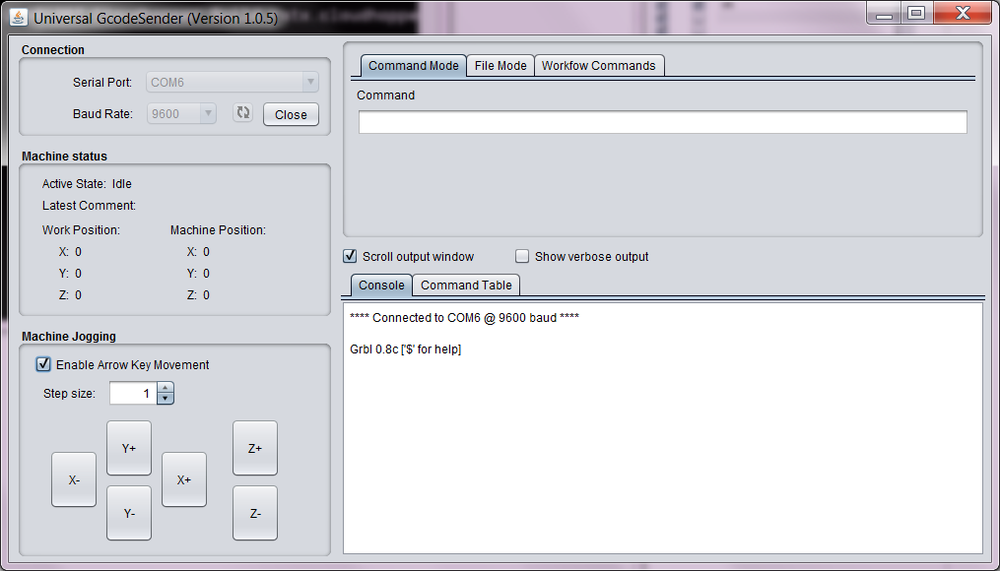 Universal GcodeSender (Version 1.0.5)
Connection
Serial Port: COM6
Baud Rate: 9600 Close
Machine status
Active State: Idle
Latest Comment:
Work Position: Machine Position:
X: 0 X: 0
Y: 0 Y: 0
Z: 0 Z: 0
Machine Jogging
Enable Arrow Key Movement
Step size: 1
Y+ Z+
X- X+
Y- Z-
Command Mode File Mode Workfow Commands
Command
Scroll output window Show verbose output
Console Command Table
**** Connected to COM6 @ 9600 baud ****
Grbl 0.8c ['$' for help]